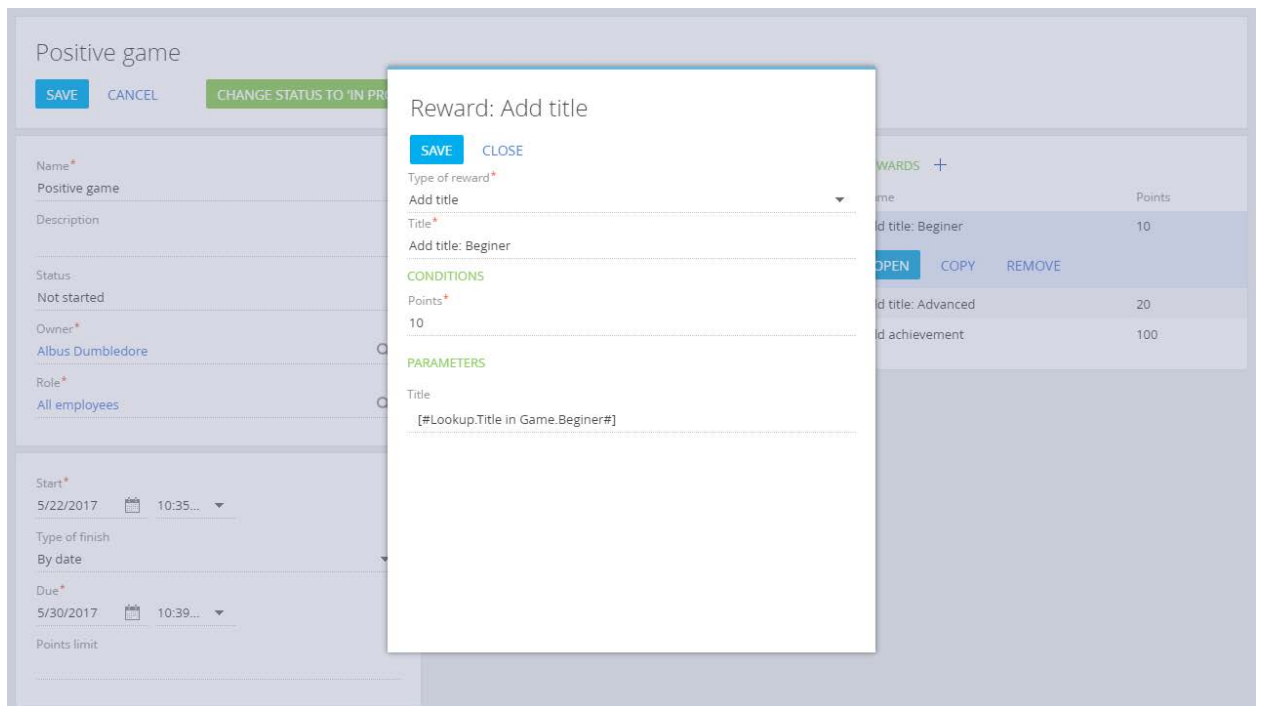 Positive game
SAVE CANCEL CHANGE STATUS TO 'IN PR
Reward: Add title
SAVE CLOSE
Type of reward*
Add title
Title*
Add title: Beginer
CONDITIONS
Points*
10
PARAMETERS
Title
[#Lookup.Title in Game.Beginer#]
Name*
Positive game
Description
Status
Not started
Owner*
Albus Dumbledore
Role*
All employees
Start*
5/22/2017 10:35...
Type of finish
By date
Due*
5/30/2017 10:39...
Points limit
WARDS +
me Points
ld title: Beginer 10
OPEN COPY REMOVE
ld title: Advanced 20
ld achievement 100